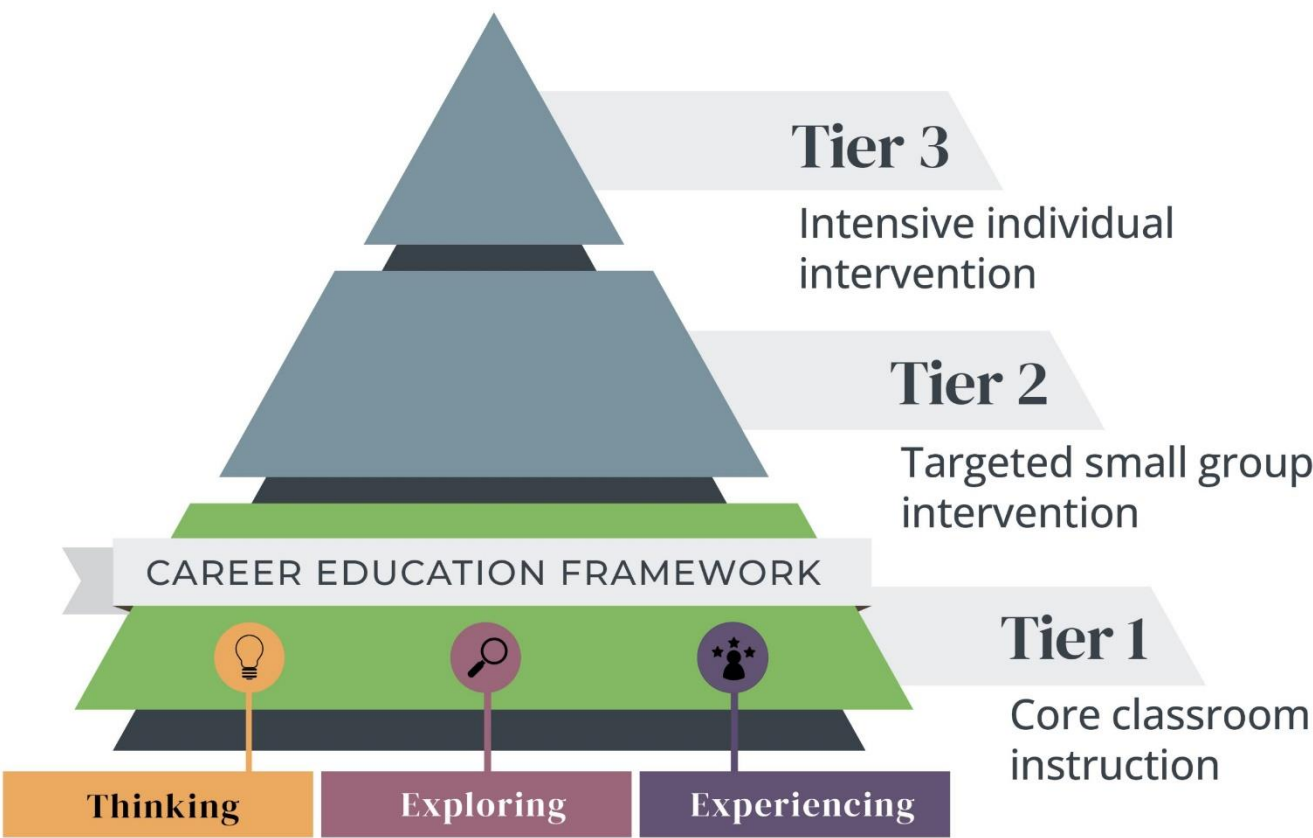 Tier 3
Intensive individual
intervention
Tier 2
Targeted small group
intervention
CAREER EDUCATION FRAMEWORK
Tier 1
Core classroom
instruction
Thinking
Exploring
Experiencing